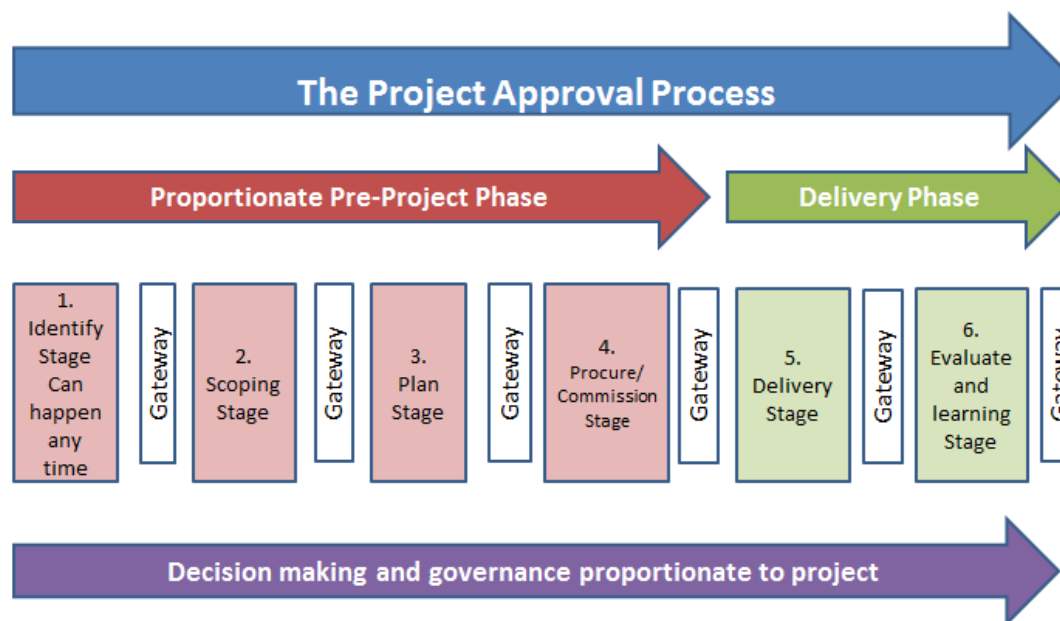 The Project Approval Process
Proportionate Pre-Project Phase
Delivery Phase
1.
Identify
Stage
Can
happen
any
time
Gateway
2.
Scoping
Stage
Gateway
3.
Plan
Stage
Gateway
4.
Procure/
Commission
Stage
Gateway
5.
Delivery
Stage
Gateway
6.
Evaluate
and
learning
Stage
Gateway
Decision making and governance proportionate to project